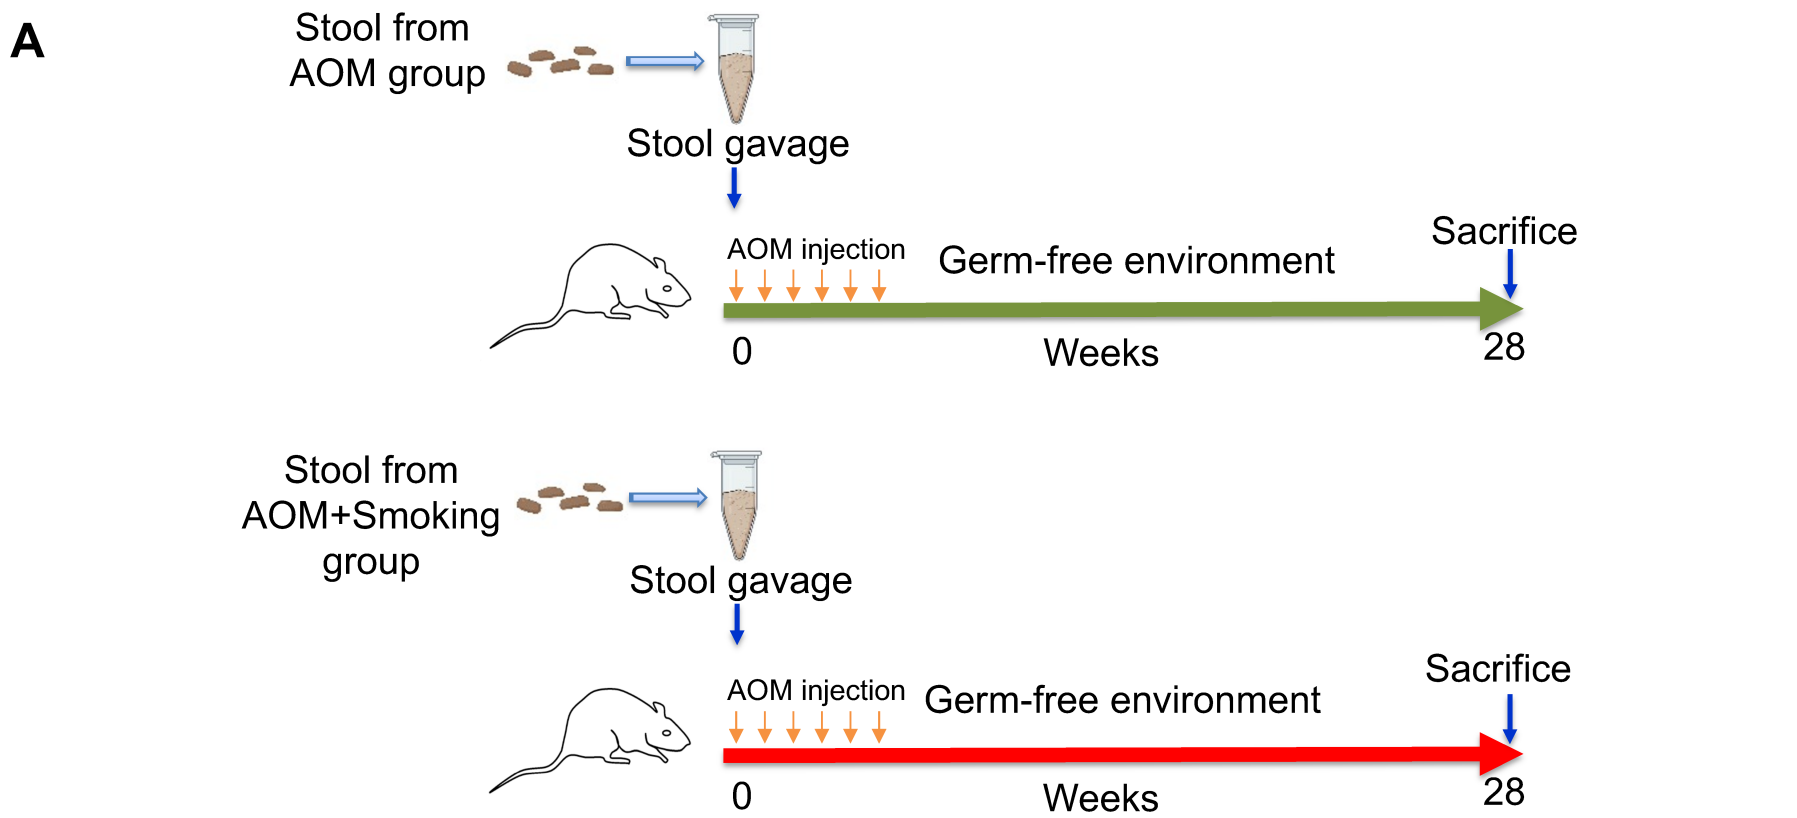 A
Stool from
AOM group
Stool gavage
AOM injection
Germ-free environment
Sacrifice
0
Weeks
28
Stool from
AOM+Smoking
group
Stool gavage
AOM injection
Germ-free environment
Sacrifice
0
Weeks
28